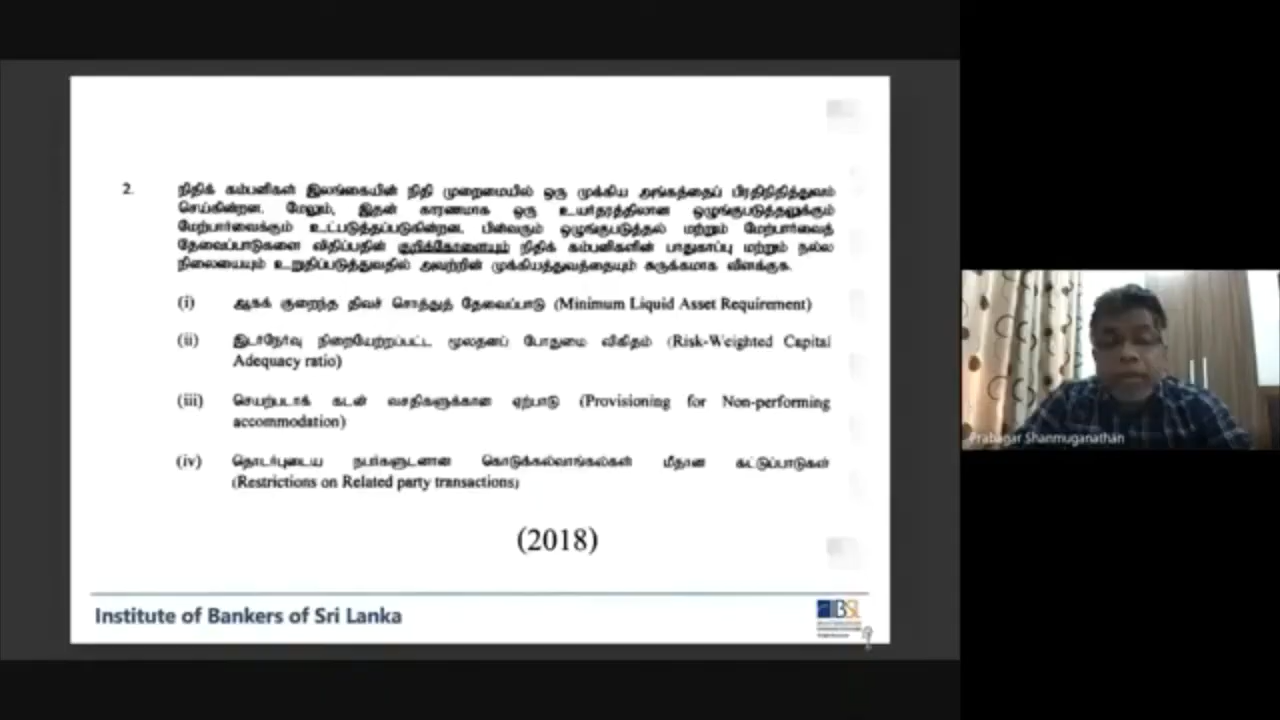 2. நிதிக் கம்பனிகள் இலங்கையின் நிதி முறைமையில் ஒரு முக்கிய அங்கத்தைப் பிரதிநிதித்துவம்
செய்கின்றன. மேலும், இதன் காரணமாக ஒரு உயர்தரத்திலான ஒழுங்குபடுத்தலுக்கும்
மேற்பார்வைக்கும் உட்படுத்தப்படுகின்றன. பின்வரும் ஒழுங்குபடுத்தல் மற்றும் மேற்பார்வைத்
தேவைப்பாடுகளை விதிப்பதின் குறிக்கோளையும் நிதிக் கம்பனிகளின் பாதுகாப்பு மற்றும் நல்ல
நிலையையும் உறுதிப்படுத்துவதில் அவற்றின் முக்கியத்துவத்தையும் சுருக்கமாக விளக்குக.
(i) ஆகக் குறைந்த திவச் சொத்துத் தேவைப்பாடு (Minimum Liquid Asset Requirement)
(ii) இடர்நேர்வு நிறையேற்றப்பட்ட மூலதனப் போதுமை விகிதம் (Risk-Weighted Capital
Adequacy ratio)
(iii) செயற்படாக் கடன் வசதிகளுக்கான ஏற்பாடு (Provisioning for Non-performing
accommodation)
(iv) தொடர்புடைய நபர்களுடனான கொடுக்கல்வாங்கல்கள் மீதான கட்டுப்பாடுகள்
(Restrictions on Related party transactions)
(2018)
Institute of Bankers of Sri Lanka
IBSL
Prabagar Shanmuganathan